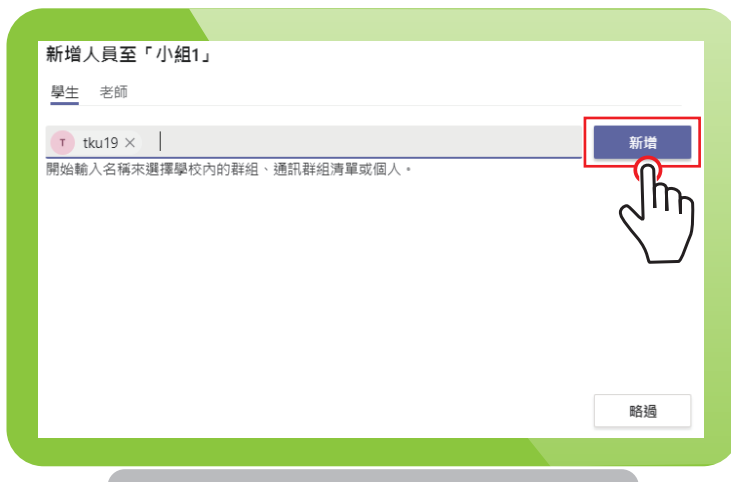 新增人員至「小組1」
學生 老師
T tku19 × 新增
開始輸入名稱來選擇學校內的群組、通訊群組清單或個人。
略過